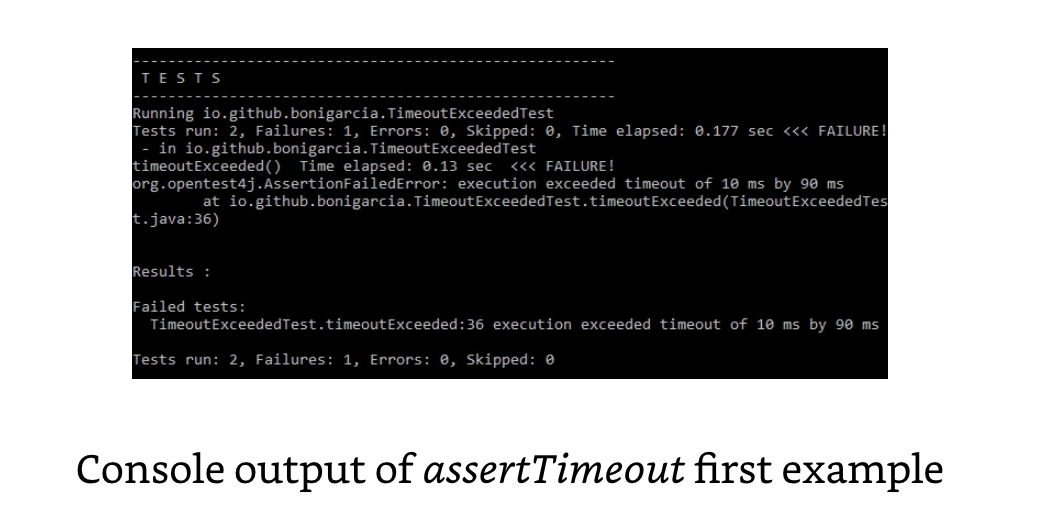 -------------------------------------------------------
 T E S T S
-------------------------------------------------------
Running io.github.bonigarcia.TimeoutExceededTest
Tests run: 2, Failures: 1, Errors: 0, Skipped: 0, Time elapsed: 0.177 sec <<< FAILURE!
 - in io.github.bonigarcia.TimeoutExceededTest
timeoutExceeded()  Time elapsed: 0.13 sec  <<< FAILURE!
org.opentest4j.AssertionFailedError: execution exceeded timeout of 10 ms by 90 ms
        at io.github.bonigarcia.TimeoutExceededTest.timeoutExceeded(TimeoutExceededTes
t.java:36)
Results :
Failed tests:
  TimeoutExceededTest.timeoutExceeded:36 execution exceeded timeout of 10 ms by 90 ms
Tests run: 2, Failures: 1, Errors: 0, Skipped: 0
Console output of assertTimeout first example